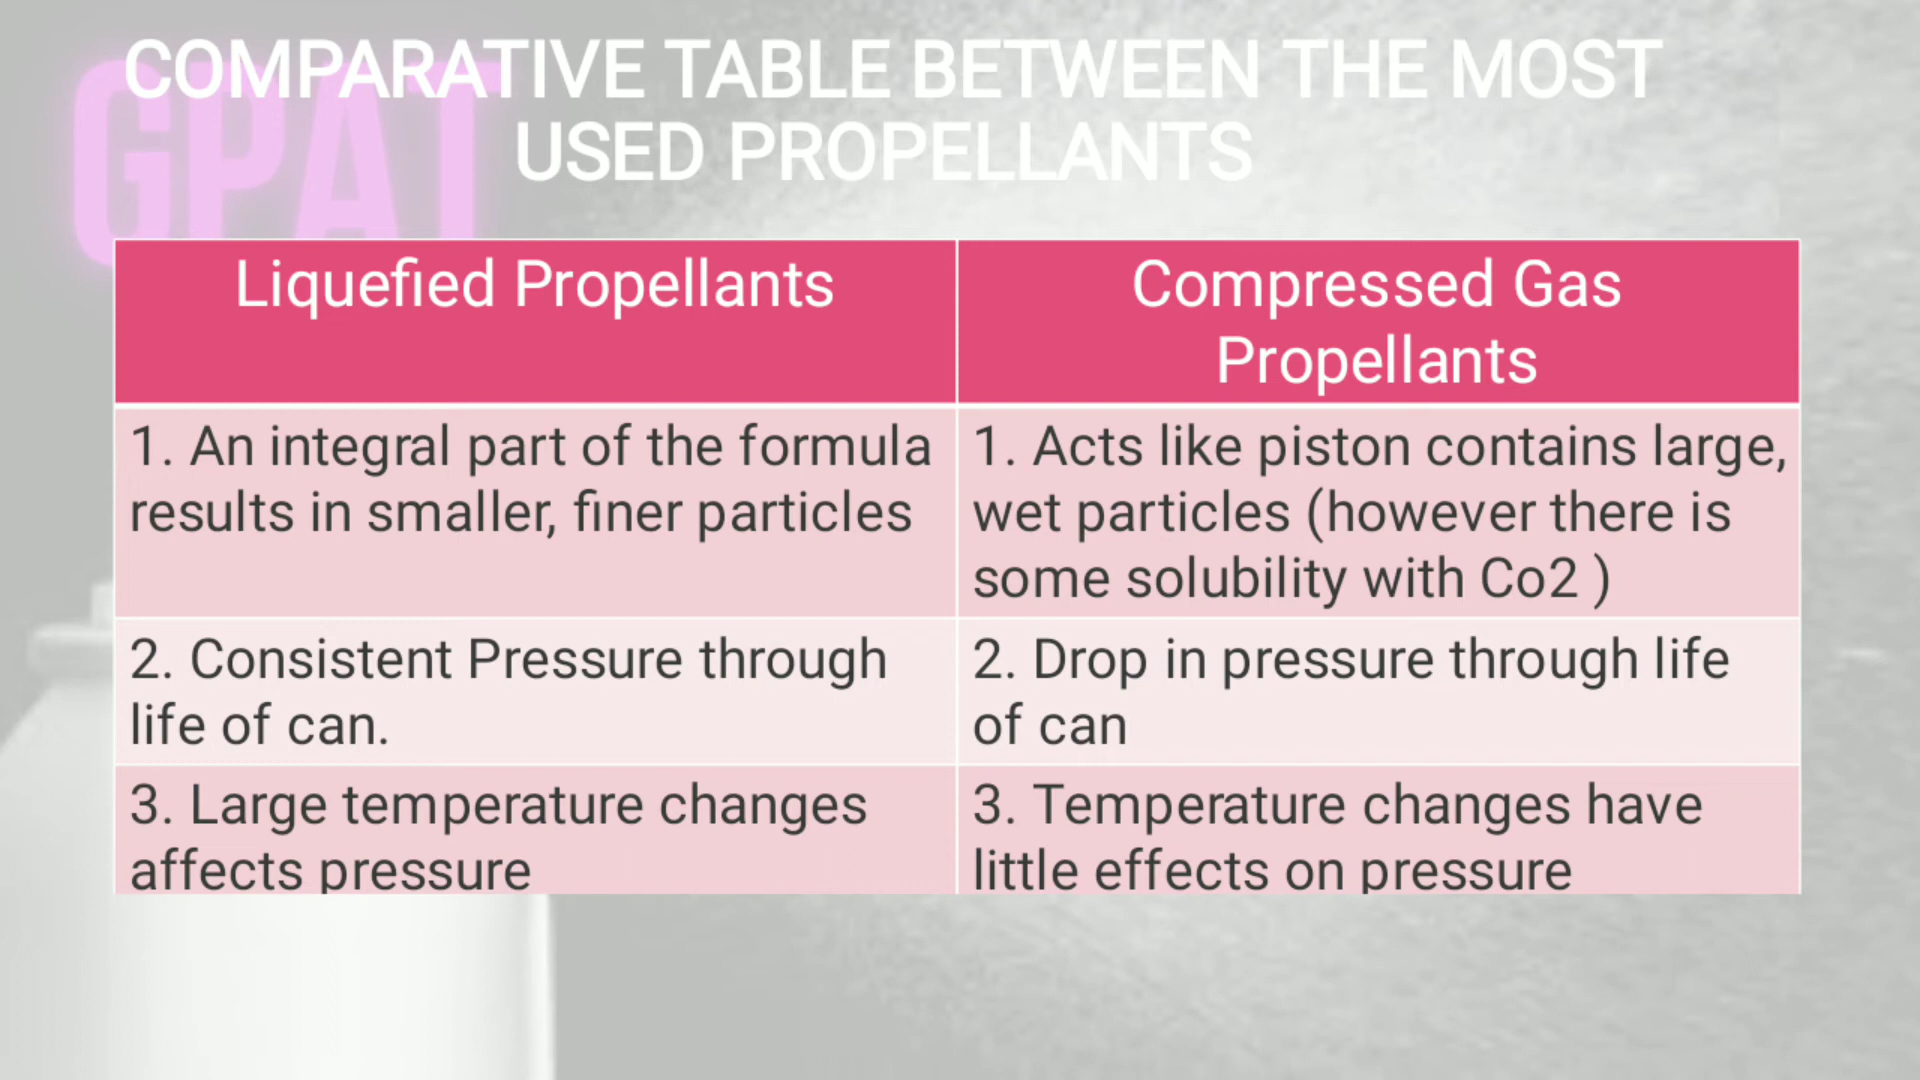 COMPARATIVE TABLE BETWEEN THE MOST
USED PROPELLANTS
GPAT
Liquefied Propellants
Compressed Gas
Propellants
1. An integral part of the formula
results in smaller, finer particles
1. Acts like piston contains large,
wet particles (however there is
some solubility with Co2 )
2. Consistent Pressure through
life of can.
2. Drop in pressure through life
of can
3. Large temperature changes
affects pressure
3. Temperature changes have
little effects on pressure